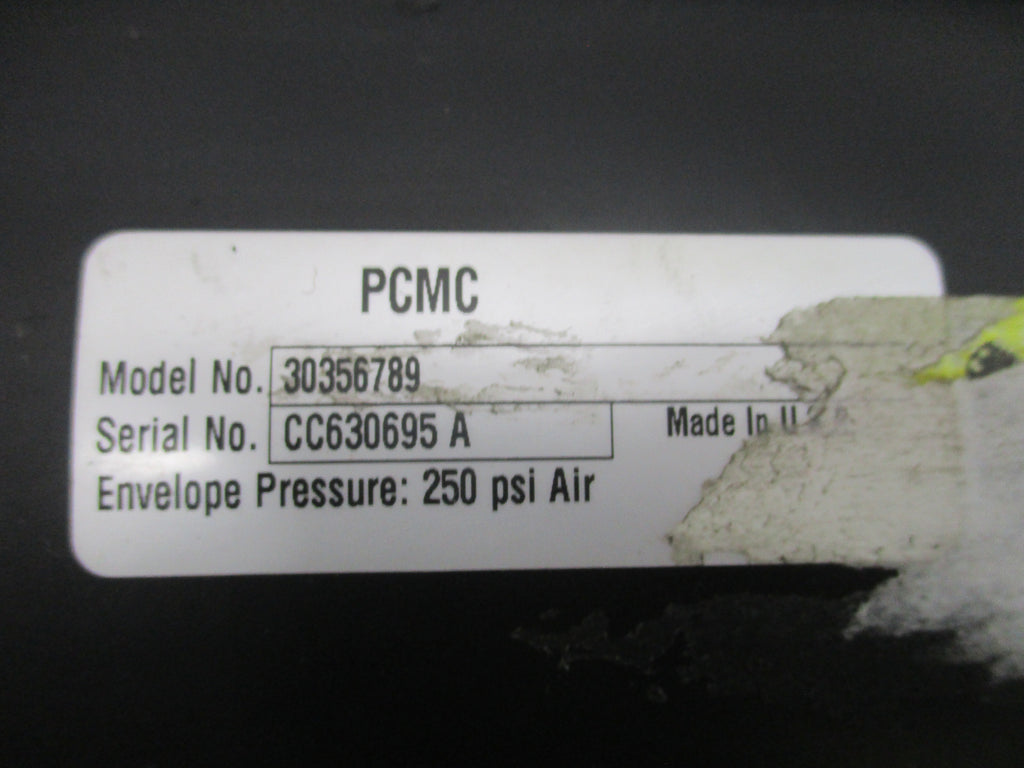 PCMC
Model No. 30356789
Serial No. CC630695 A
Made In U
Envelope Pressure: 250 psi Air